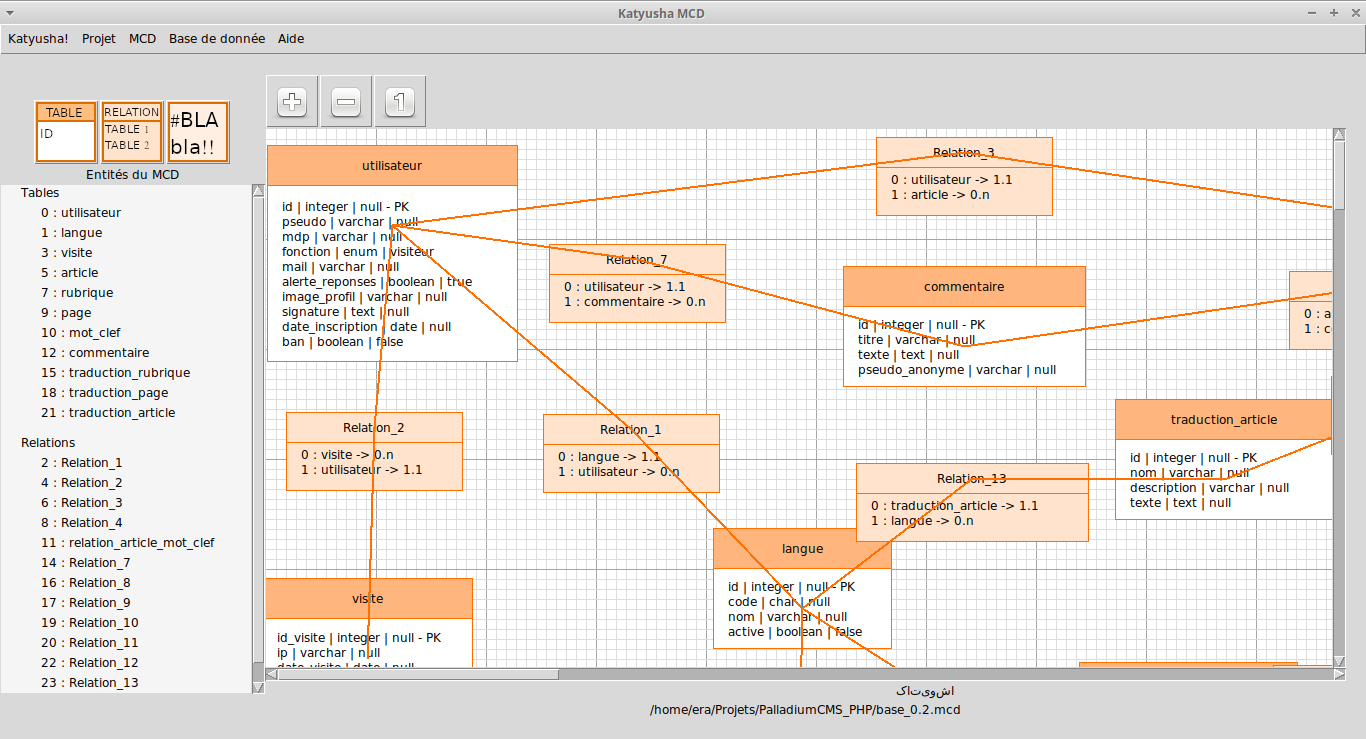 Katyusha MCD
Katyusha! Projet MCD Base de donnée Aide
TABLE
ID
RELATION
TABLE 1
TABLE 2
#BLA
bla!!
1
Entités du MCD
Tables
0 : utilisateur
1 : langue
3 : visite
5 : article
7 : rubrique
9 : page
10 : mot_clef
12 : commentaire
15 : traduction_rubrique
18 : traduction_page
21 : traduction_article
Relations
2 : Relation_1
4 : Relation_2
6 : Relation_3
8 : Relation_4
11 : relation_article_mot_clef
14 : Relation_7
16 : Relation_8
17 : Relation_9
19 : Relation_10
20 : Relation_11
22 : Relation_12
23 : Relation_13
utilisateur
id | integer | null - PK
pseudo | varchar | null
mdp | varchar | null
fonction | enum | visiteur
mail | varchar | null
alerte_reponses | boolean | true
image_profil | varchar | null
signature | text | null
date_inscription | date | null
ban | boolean | false
Relation_3
0 : utilisateur -> 1.1
1 : article -> 0.n
Relation_7
0 : utilisateur -> 1.1
1 : commentaire -> 0.n
commentaire
id | integer | null - PK
titre | varchar | null
texte | text | null
pseudo_anonyme | varchar | null
0 : a
1 : c
Relation_2
0 : visite -> 0.n
1 : utilisateur -> 1.1
Relation_1
0 : langue -> 1.1
1 : utilisateur -> 0.n
traduction_article
id | integer | null - PK
nom | varchar | null
description | varchar | null
texte | text | null
Relation_13
0 : traduction_article -> 1.1
1 : langue -> 0.n
langue
id | integer | null - PK
code | char | null
nom | varchar | null
active | boolean | false
visite
id_visite | integer | null - PK
ip | varchar | null
date_visite | date | null
/home/era/Projets/PalladiumCMS_PHP/base_0.2.mcd